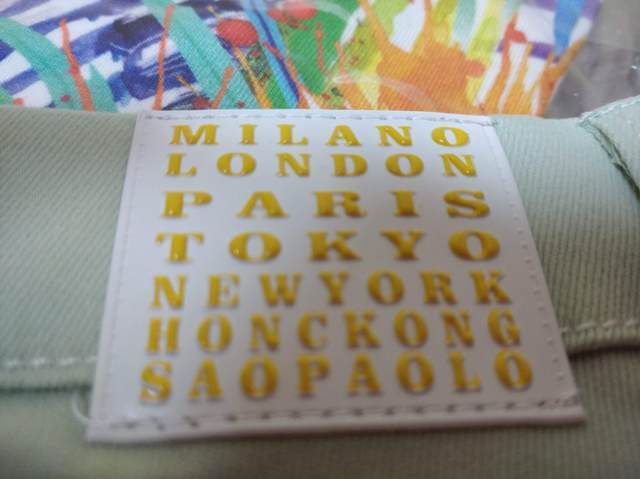 MILANO
LONDON
PARIS
TOKYO
NEWYORK
HONCKONG
SAOPAOLO